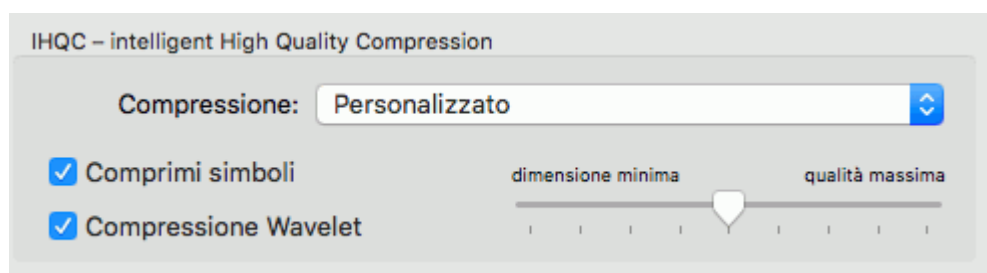 IHQC – intelligent High Quality Compression
Compressione: Personalizzato
Comprimi simboli
dimensione minima qualità massima
Compressione Wavelet